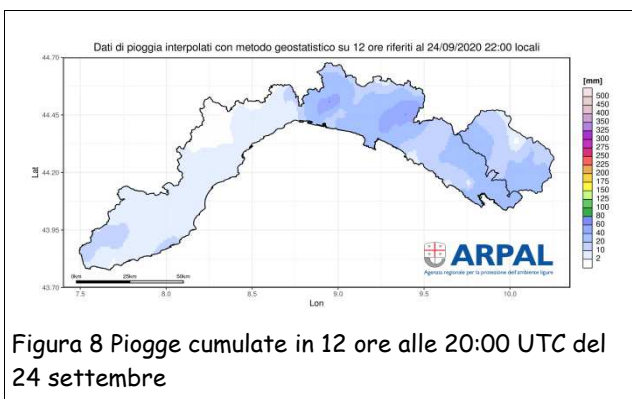 Dati di pioggia interpolati con metodo geostatistico su 12 ore riferiti al 24/09/2020 22:00 locali
44.70
44.45
44.20
43.95
43.70
Lat
7.5
8.0
8.5
9.0
9.5
10.0
Lon
0km
25km
50km
ARPAL
Agenzia regionale per la protezione dell'ambiente ligure
[mm]
500
450
400
350
325
300
275
250
225
200
175
150
125
100
80
60
40
20
10
2
Figura 8 Piogge cumulate in 12 ore alle 20:00 UTC del
24 settembre